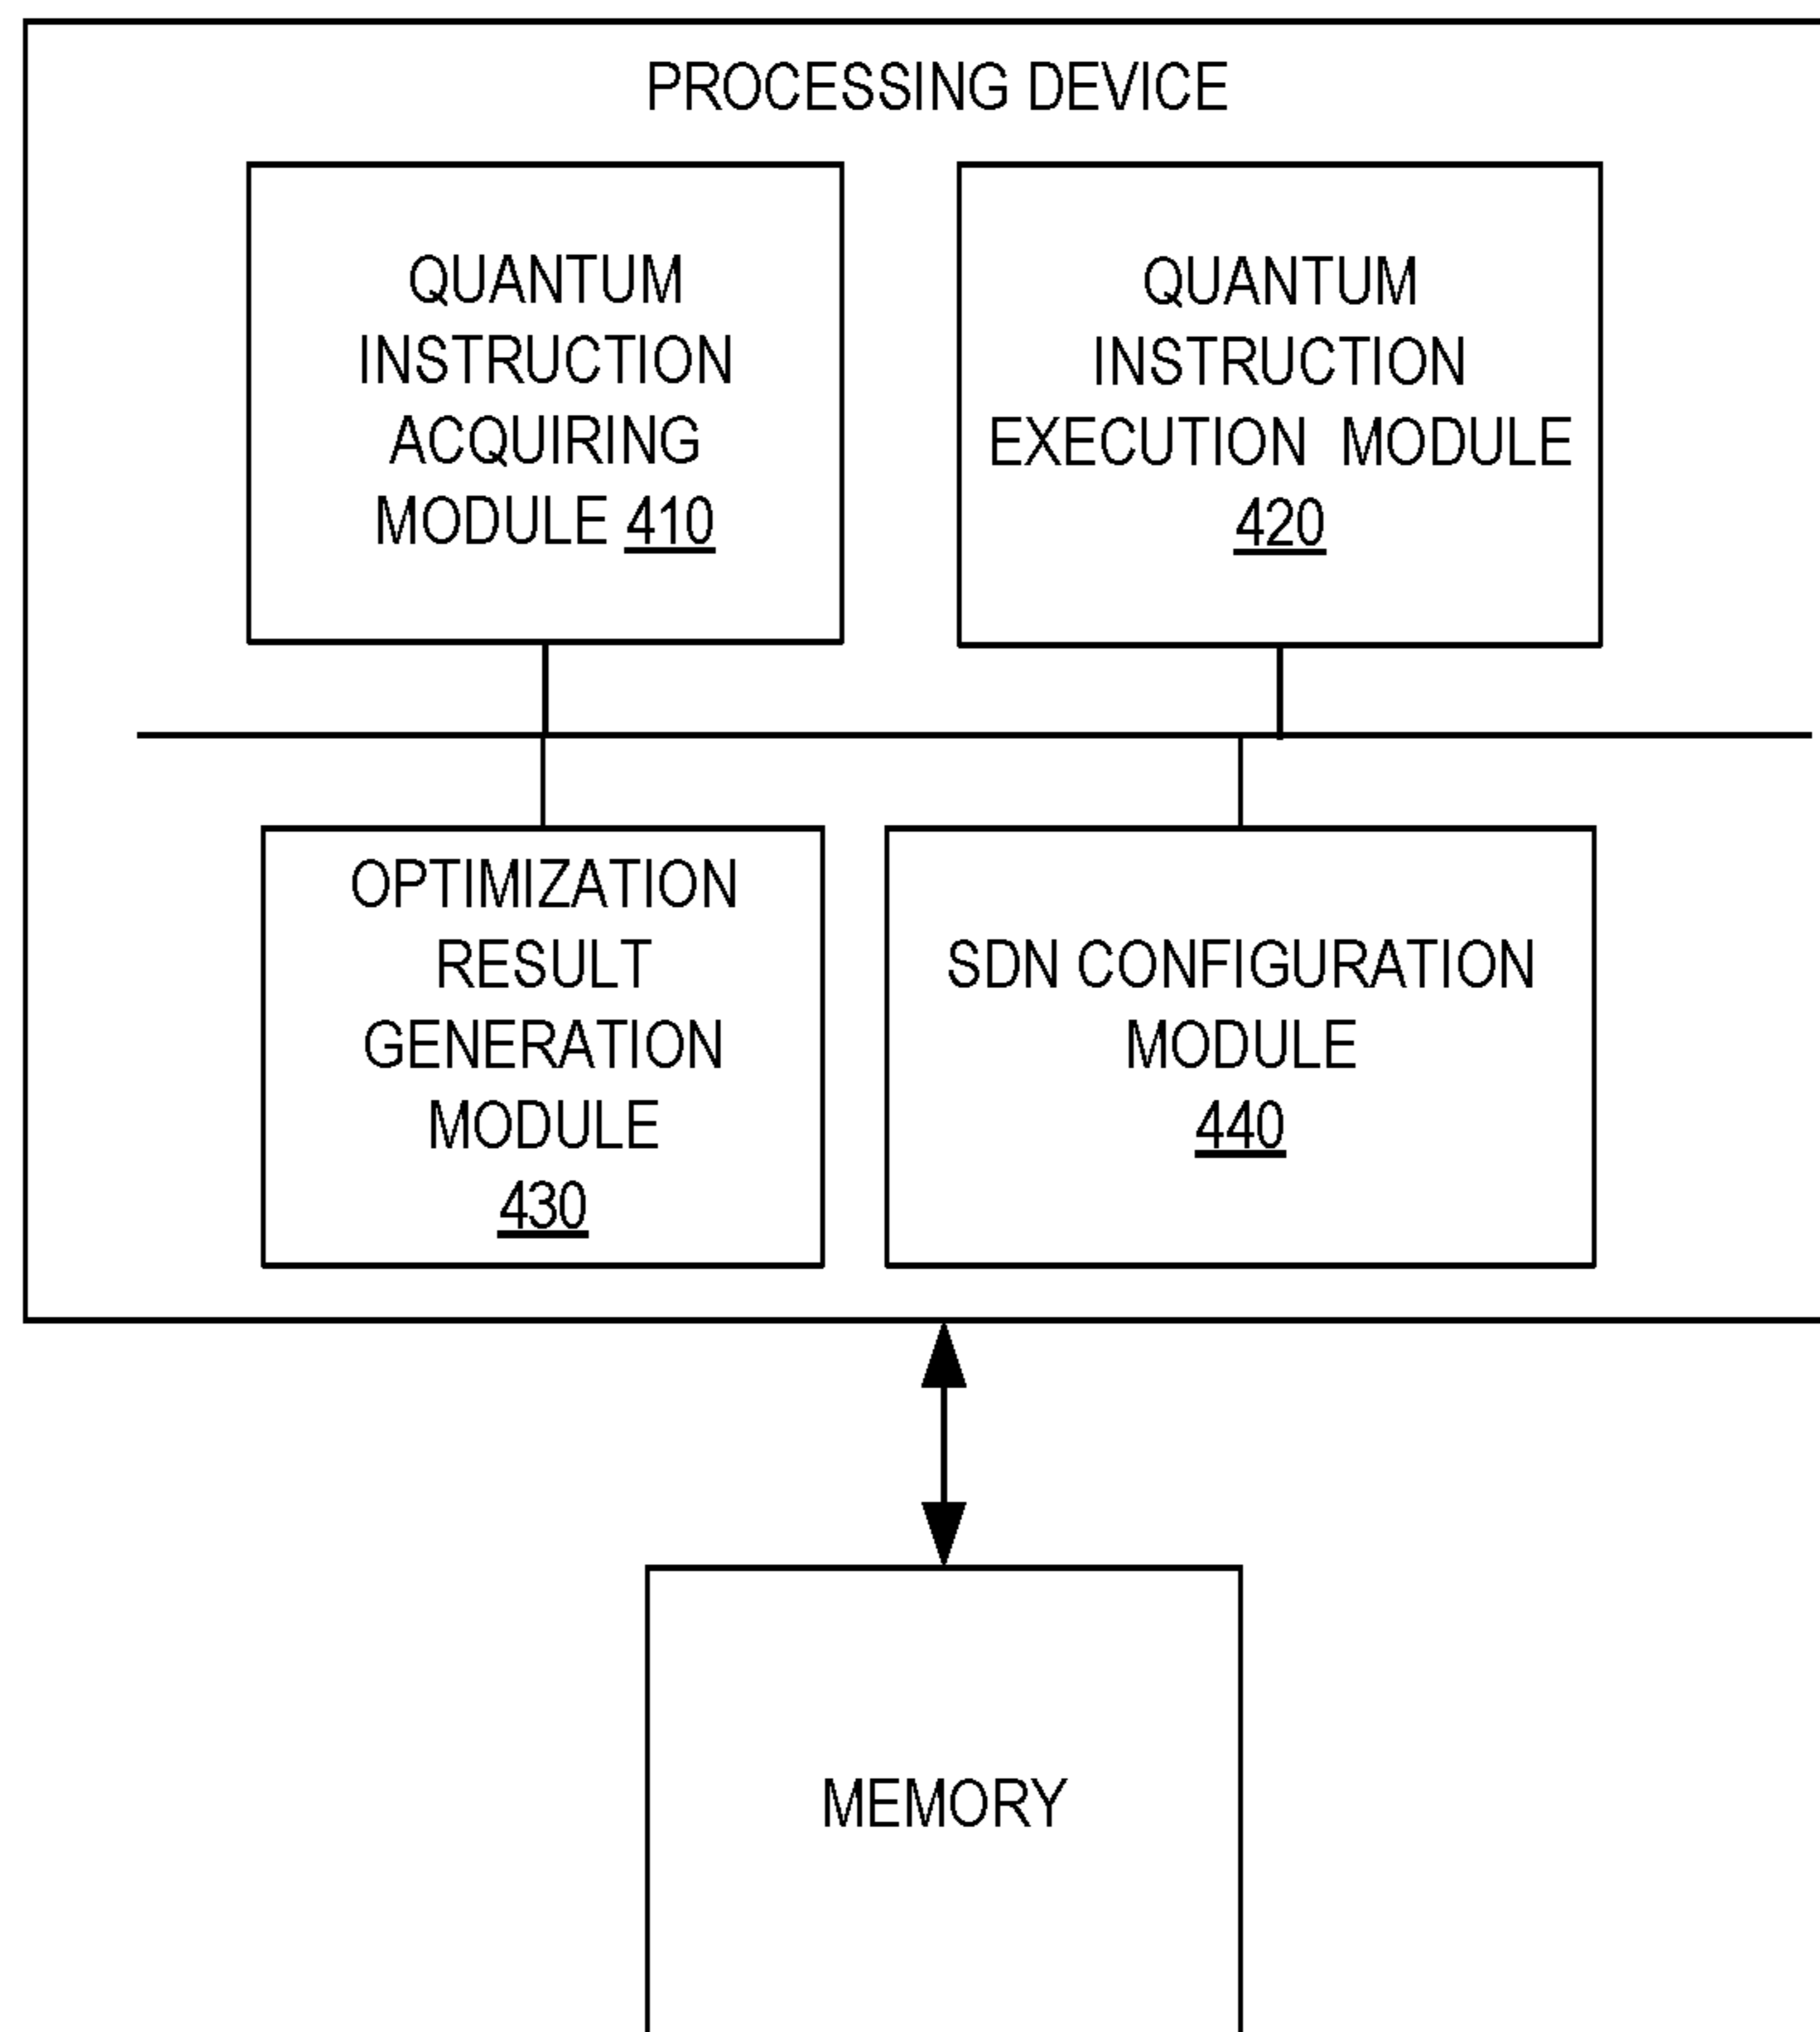 PROCESSING DEVICE
QUANTUM
INSTRUCTION
ACQUIRING
MODULE 410
QUANTUM
INSTRUCTION
EXECUTION MODULE
420
OPTIMIZATION
RESULT
GENERATION
MODULE
430
SDN CONFIGURATION
MODULE
440
MEMORY